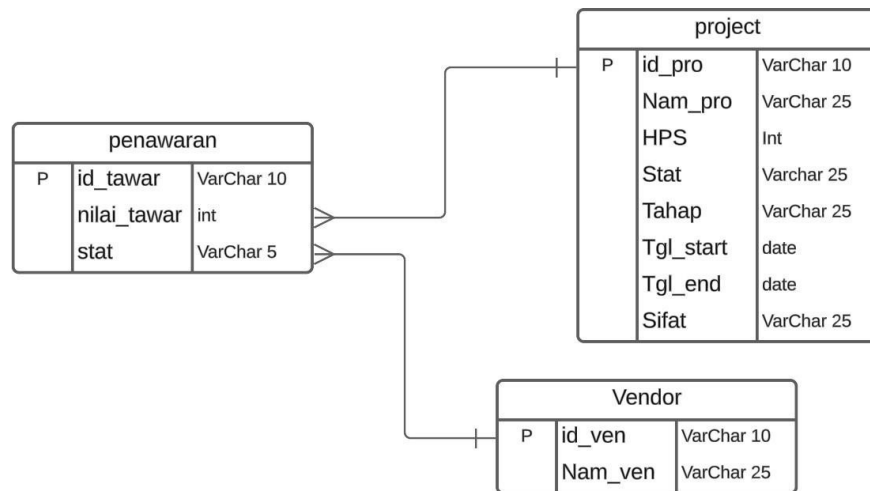 project
P id_pro VarChar 10
Nam_pro VarChar 25
HPS Int
Stat Varchar 25
Tahap VarChar 25
Tgl_start date
Tgl_end date
Sifat VarChar 25
penawaran
P id_tawar VarChar 10
nilai_tawar int
stat VarChar 5
Vendor
P id_ven VarChar 10
Nam_ven VarChar 25